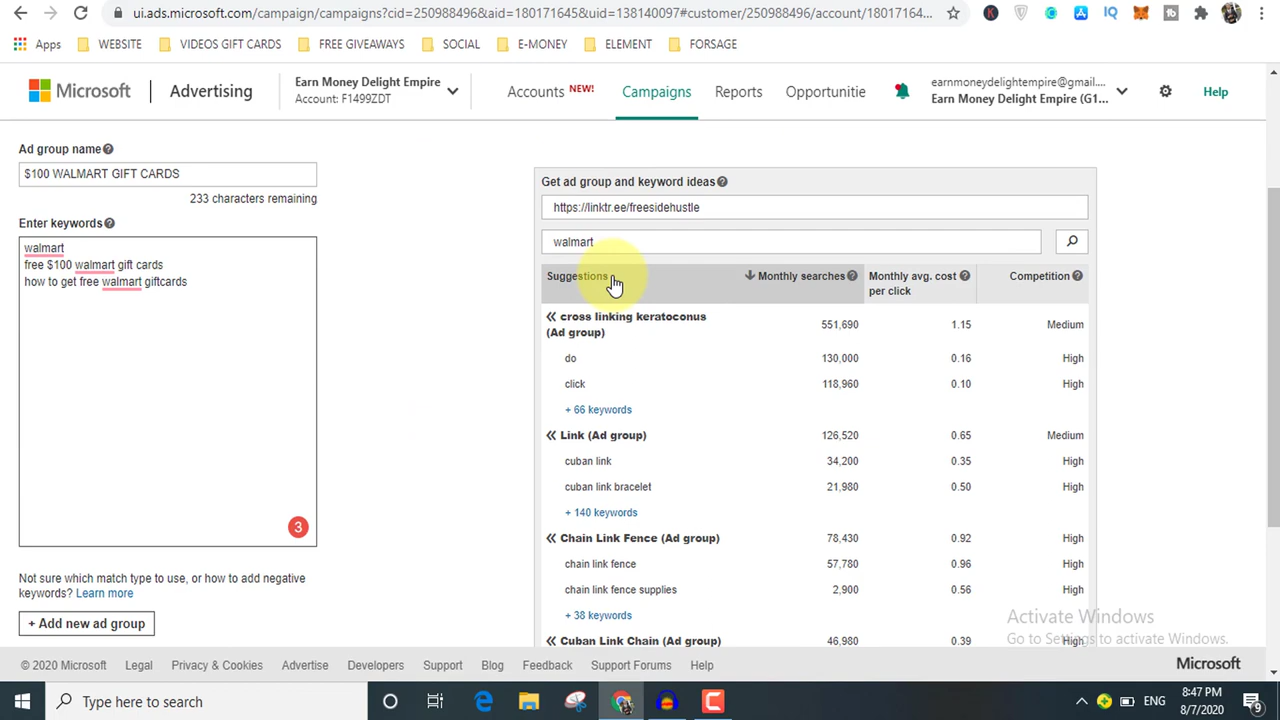 ui.ads.microsoft.com/campaign/campaigns?cid=250988496&aid=180171645&uid=138140097#customer/250988496/account/18017164...
Apps WEBSITE VIDEOS GIFT CARDS FREE GIVEAWAYS SOCIAL E-MONEY ELEMENT FORSAGE
Microsoft Advertising
Earn Money Delight Empire
Account: F1499ZDT
Accounts NEW! Campaigns Reports Opportunitie
earnmoneydelightempire@gmail....
Earn Money Delight Empire (G1...
Help
Ad group name
$100 WALMART GIFT CARDS
233 characters remaining
Enter keywords
walmart
free $100 walmart gift cards
how to get free walmart giftcards
3
Not sure which match type to use, or how to add negative
keywords? Learn more
+ Add new ad group
Get ad group and keyword ideas
https://linktr.ee/freesidehustle
walmart
Suggestions Monthly searches Monthly avg. cost per click Competition
cross linking keratoconus (Ad group) 551,690 1.15 Medium
do 130,000 0.16 High
click 118,960 0.10 High
+ 66 keywords
Link (Ad group) 126,520 0.65 Medium
cuban link 34,200 0.35 High
cuban link bracelet 21,980 0.50 High
+ 140 keywords
Chain Link Fence (Ad group) 78,430 0.92 High
chain link fence 57,780 0.96 High
chain link fence supplies 2,900 0.56 High
+ 38 keywords
Cuban Link Chain (Ad group) 46,980 0.39 High
Activate Windows
Go to Settings to activate Windows.
© 2020 Microsoft Legal Privacy & Cookies Advertise Developers Support Blog Feedback Support Forums Help Microsoft
Type here to search
ENG
8:47 PM
8/7/2020
9